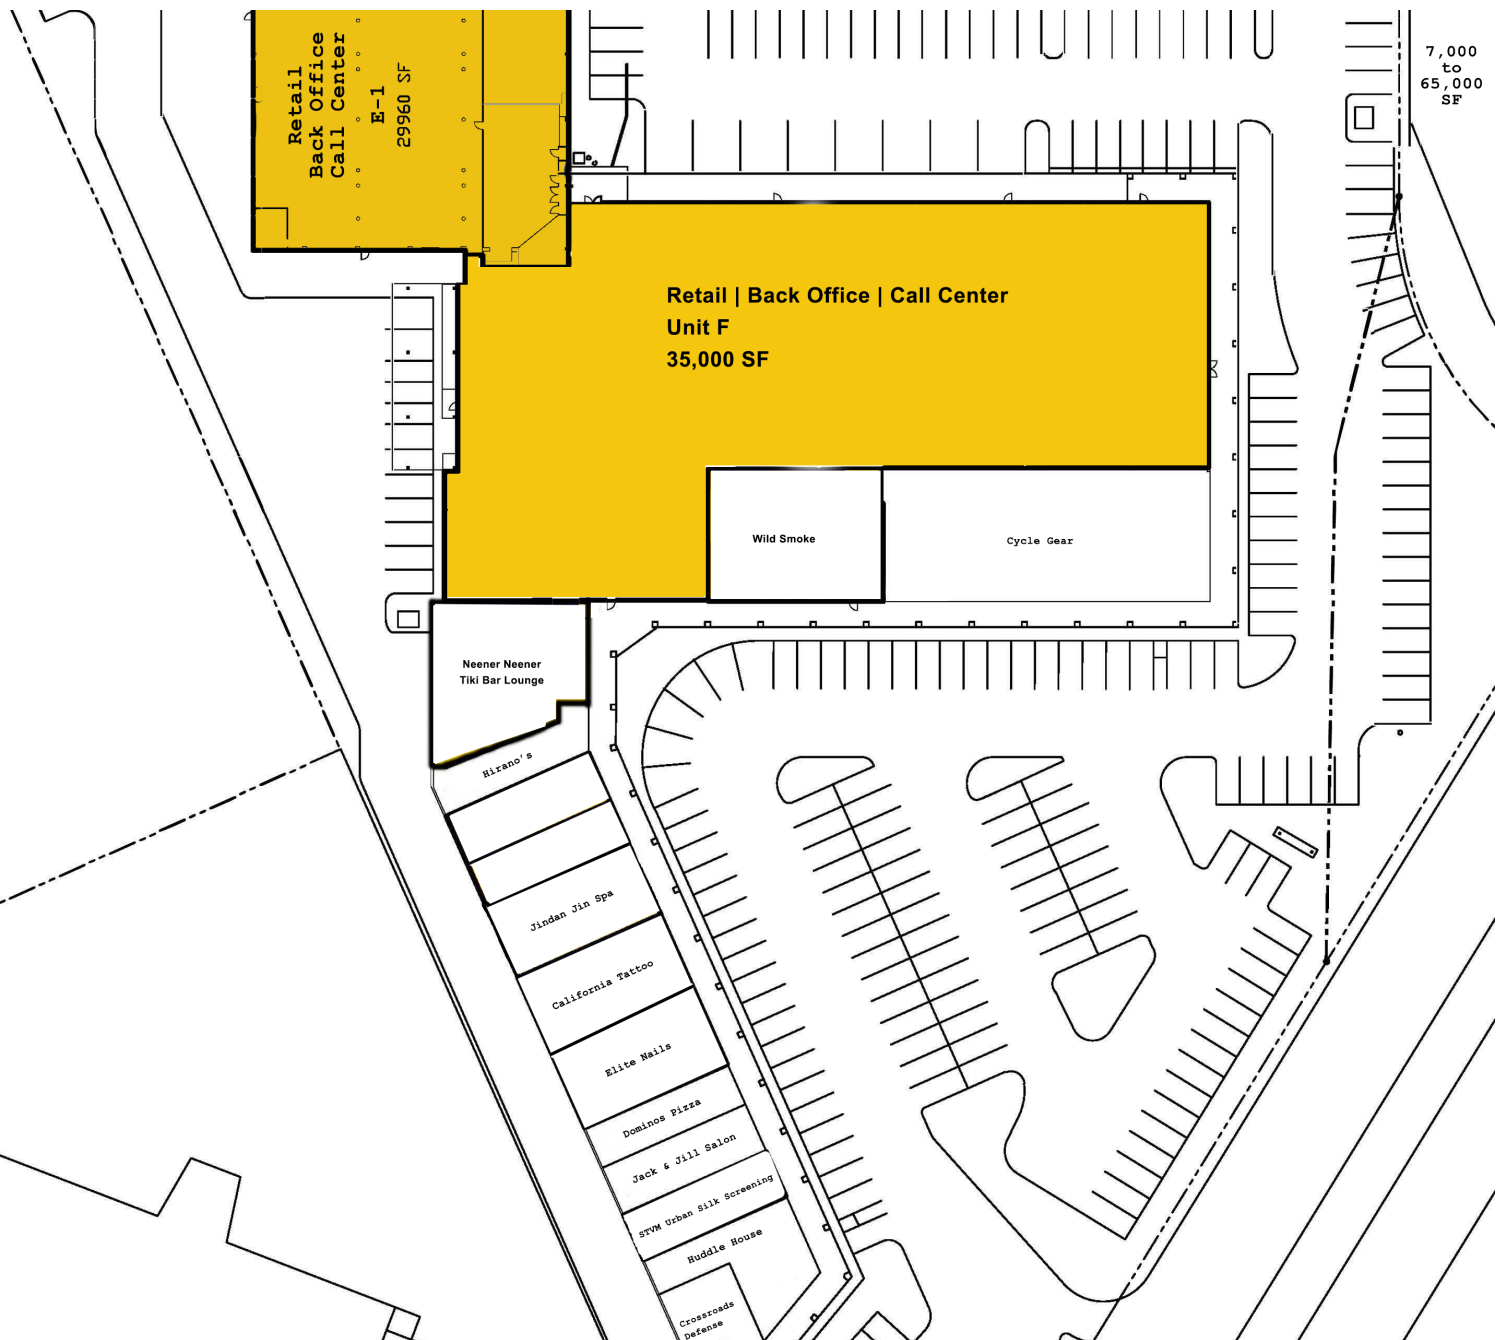 Retail
Back Office
Call Center
E-1
29960 SF
7,000
to
65,000
SF
Retail | Back Office | Call Center
Unit F
35,000 SF
Wild Smoke
Cycle Gear
Neener Neener
Tiki Bar Lounge
Hirano's
Jindan Jin Spa
California Tattoo
Elite Nails
Dominos Pizza
Jack & Jill Salon
STVM Urban Silk Screening
Huddle House
Crossroads
Defense